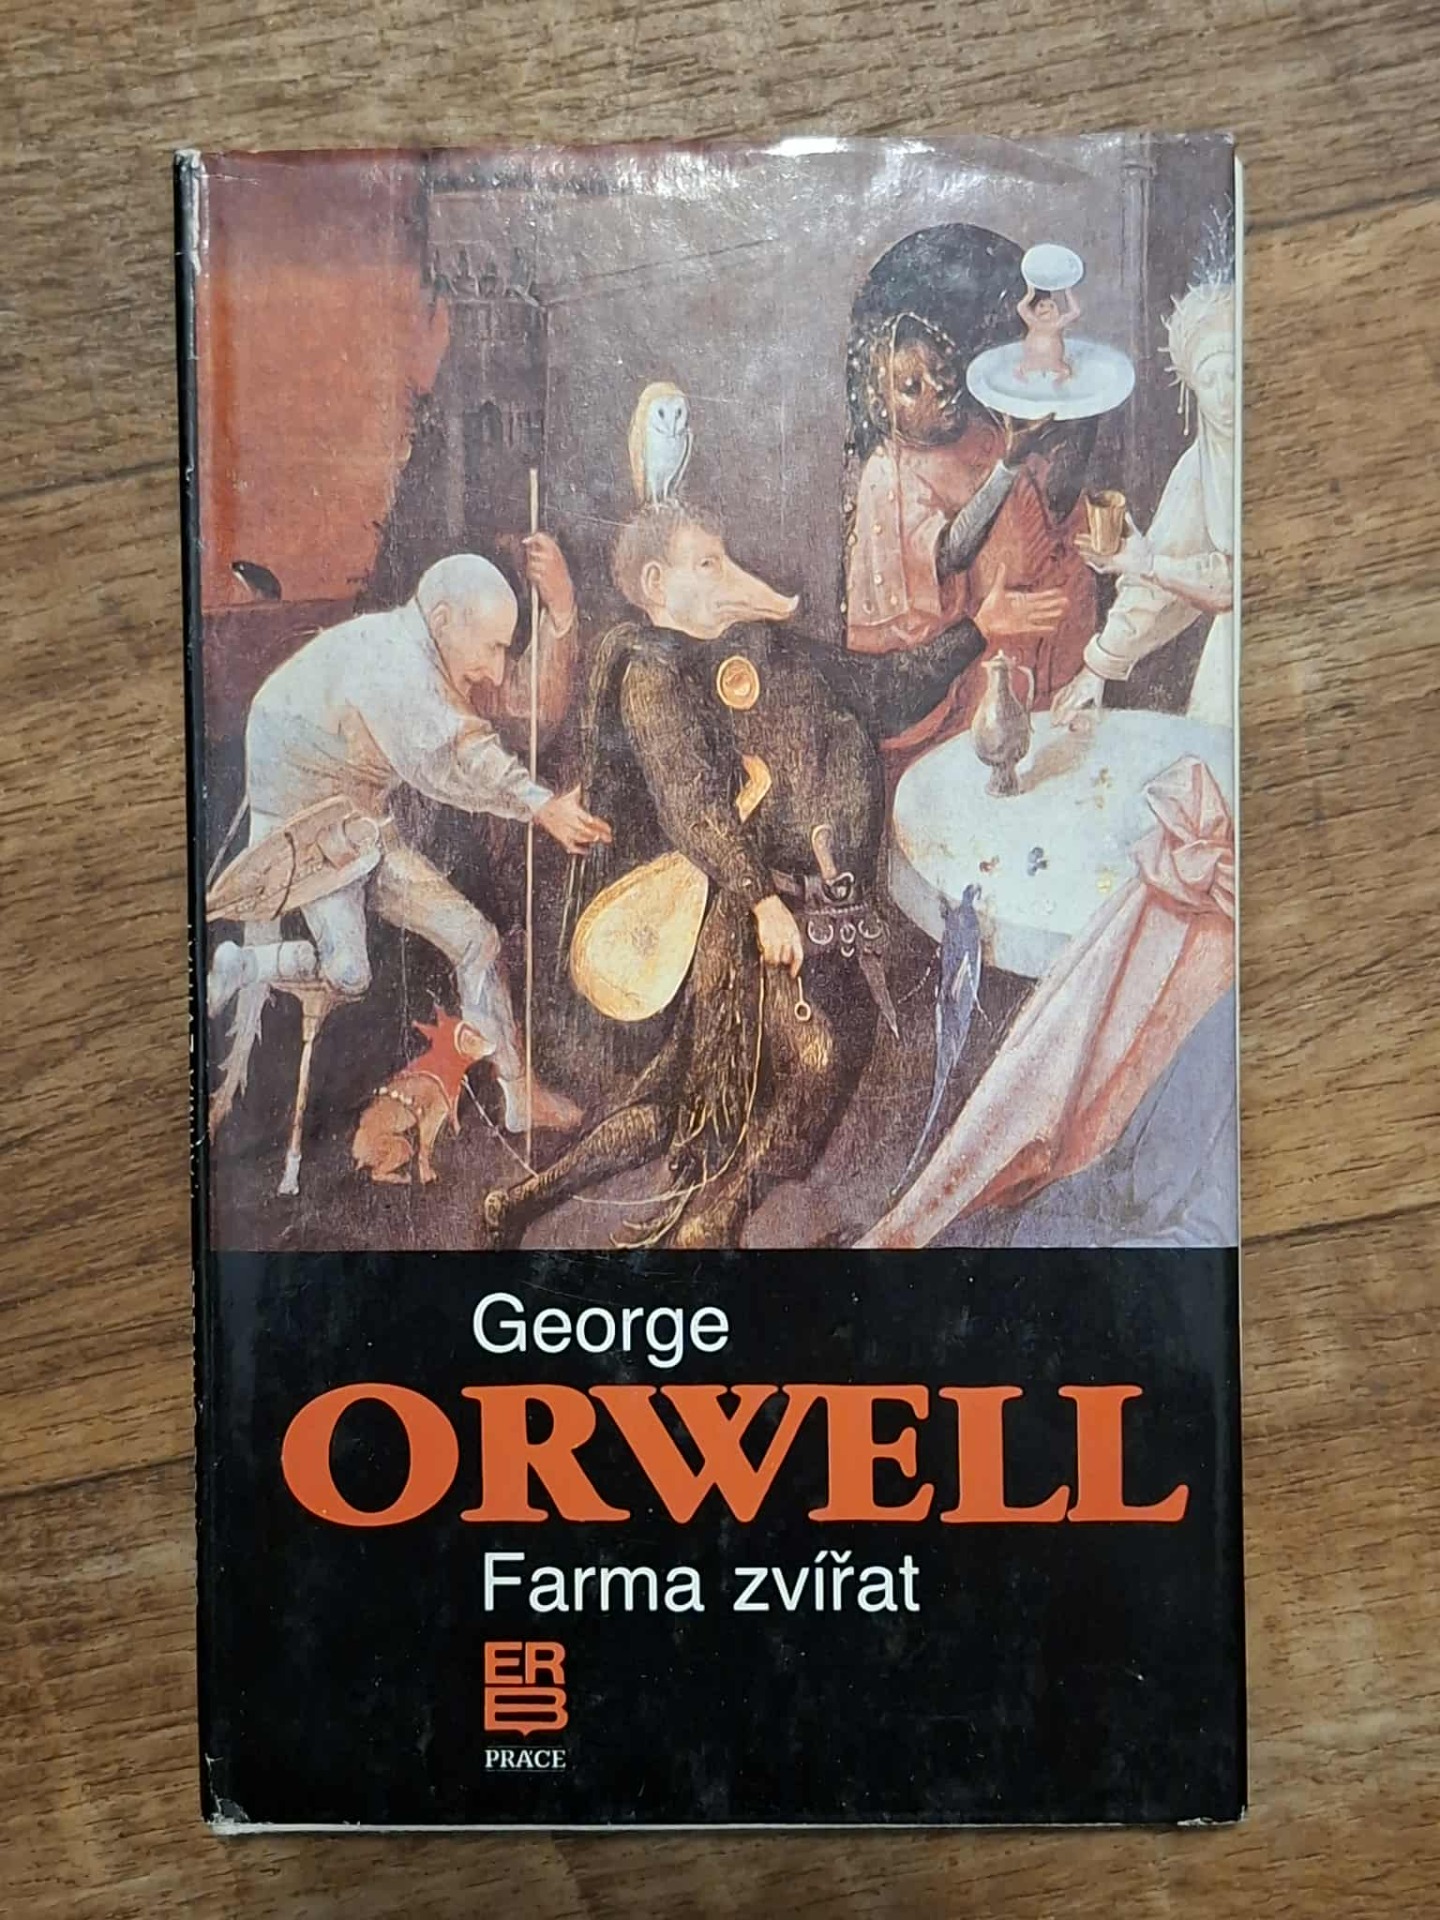 George
ORWELL
Farma zvířat
ER
B
PRÁCE